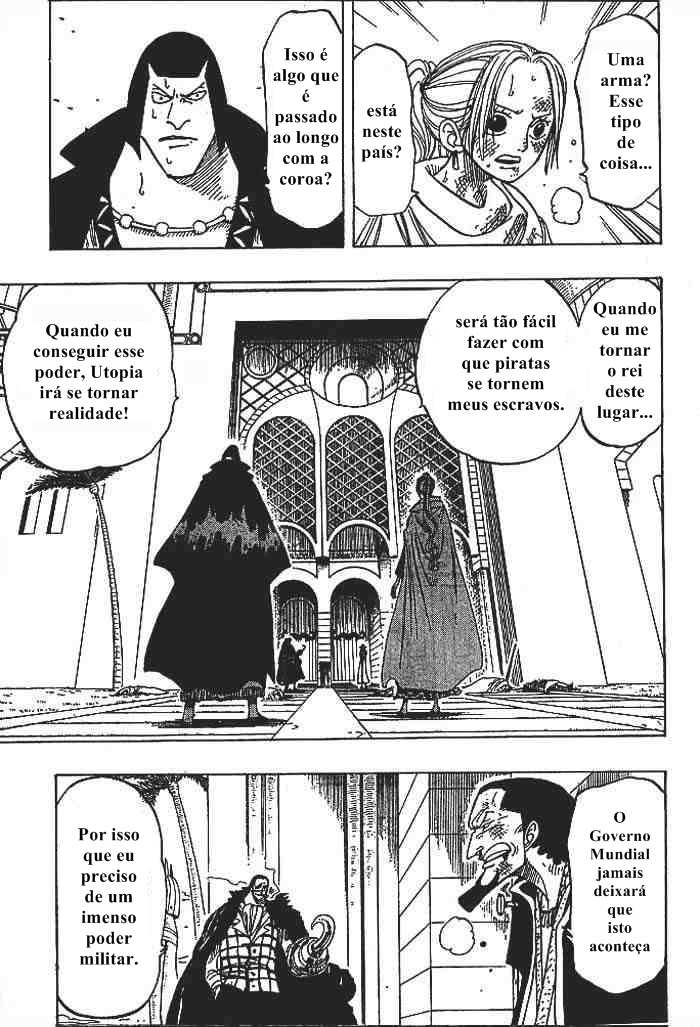 Uma
arma?
Esse
tipo
de
coisa...
está
neste
país?
Isso é
algo que
é
passado
ao longo
com a
coroa?
Quando
eu me
tornar
o rei
deste
lugar...
será tão fácil
fazer com
que piratas
se tornem
meus escravos.
Quando eu
conseguir esse
poder, Utopia
irá se tornar
realidade!
O
Governo
Mundial
jamais
deixará
que
isto
aconteça
Por isso
que eu
preciso
de um
imenso
poder
militar.